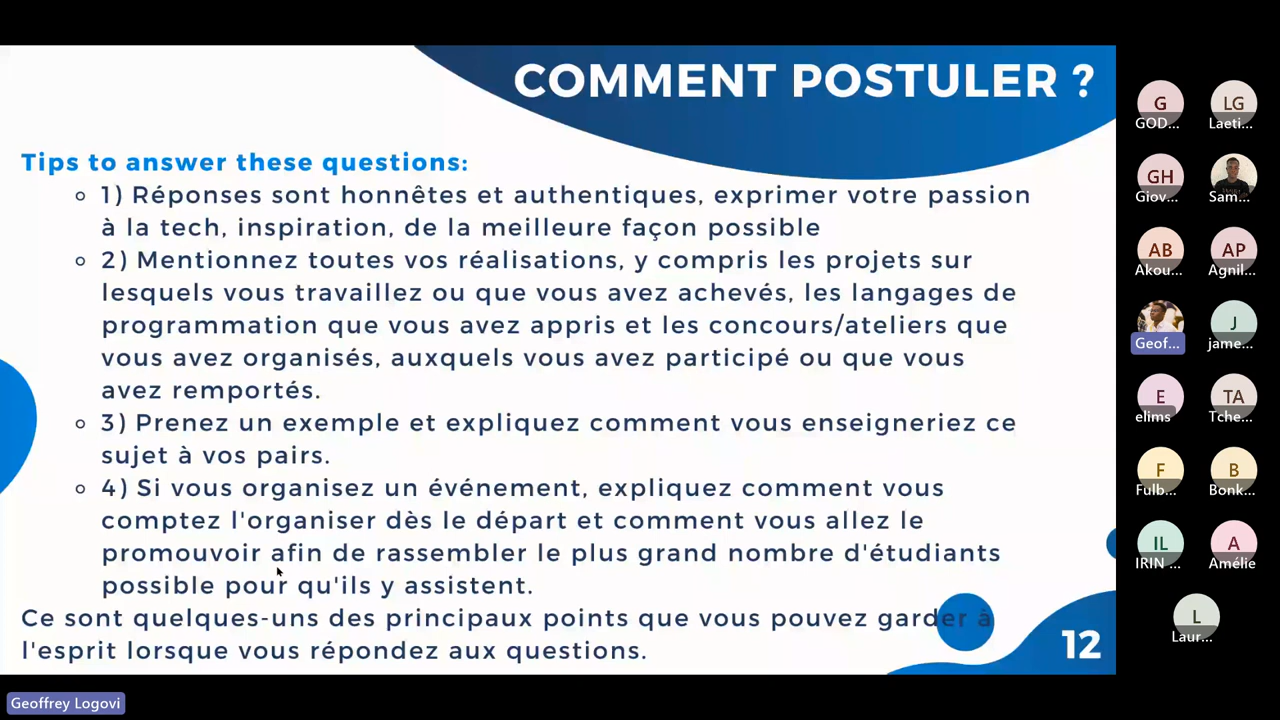 COMMENT POSTULER ?
Tips to answer these questions:
1) Réponses sont honnêtes et authentiques, exprimer votre passion
à la tech, inspiration, de la meilleure façon possible
2) Mentionnez toutes vos réalisations, y compris les projets sur
lesquels vous travaillez ou que vous avez achevés, les langages de
programmation que vous avez appris et les concours/ateliers que
vous avez organisés, auxquels vous avez participé ou que vous
avez remportés.
3) Prenez un exemple et expliquez comment vous enseigneriez ce
sujet à vos pairs.
4) Si vous organisez un événement, expliquez comment vous
comptez l'organiser dès le départ et comment vous allez le
promouvoir afin de rassembler le plus grand nombre d'étudiants
possible pour qu'ils y assistent.
Ce sont quelques-uns des principaux points que vous pouvez garder à
l'esprit lorsque vous répondez aux questions.
12
G LG
GOD... Laeti...
GH
Giov... Sam...
AB AP
Akou... Agnil...
J
Geof... jame...
E TA
elims Tche...
F B
Fulb... Bonk...
IL A
IRIN ... Amélie
L
Laur...
Geoffrey Logovi